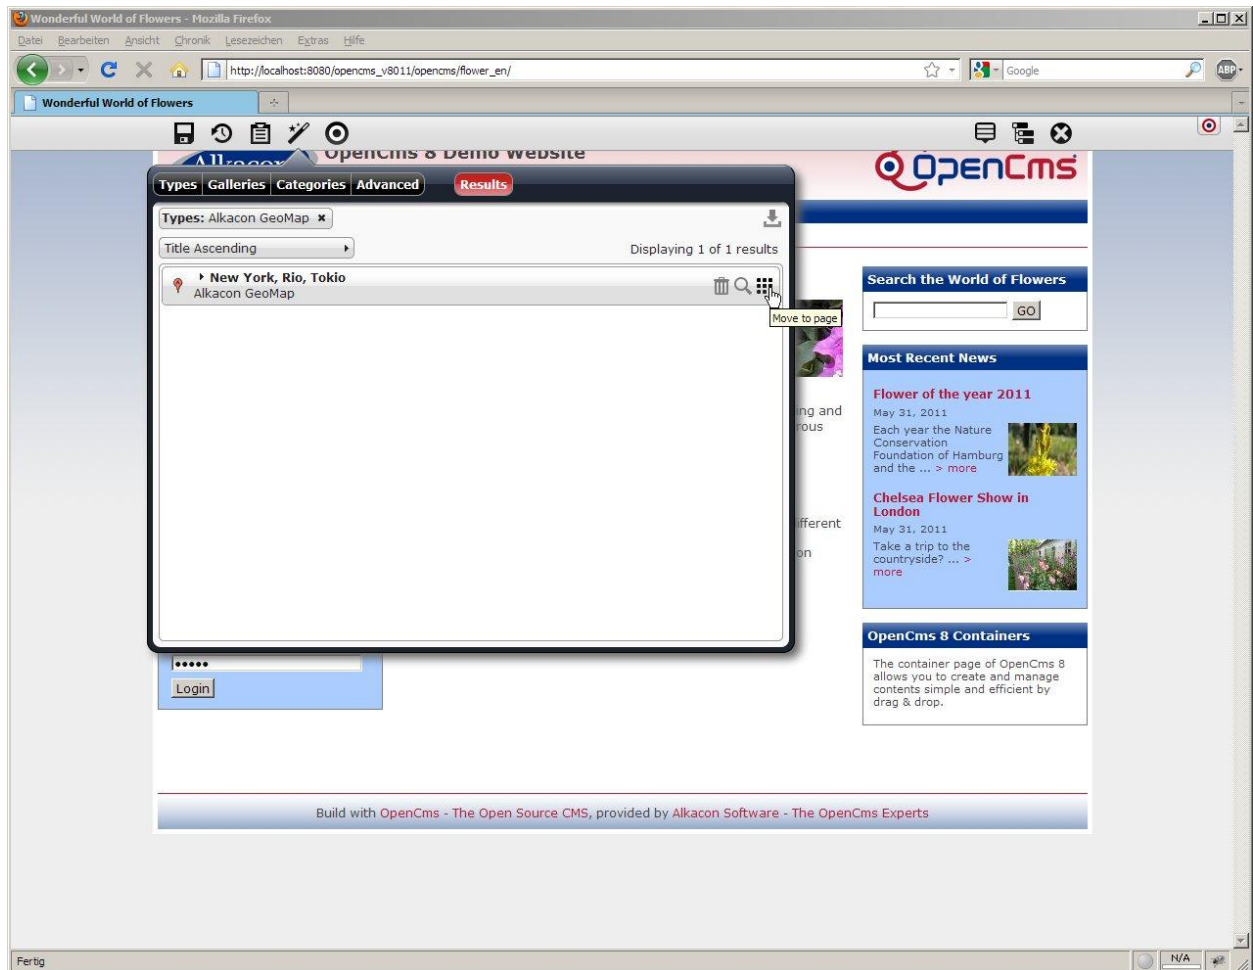 Wonderful World of Flowers - Mozilla Firefox
Datei Bearbeiten Ansicht Chronik Lesezeichen Extras Hilfe
http://localhost:8080/opencms_v8011/opencms/flower_en/
Google
ABP
Wonderful World of Flowers
Alkacon
OpenCms 8 Demo Website
OpenCms
Types Galleries Categories Advanced Results
Types: Alkacon GeoMap
Title Ascending
Displaying 1 of 1 results
New York, Rio, Tokio
Alkacon GeoMap
Move to page
ing and
rous
ifferent
on
Search the World of Flowers
GO
Most Recent News
Flower of the year 2011
May 31, 2011
Each year the Nature
Conservation
Foundation of Hamburg
and the ... > more
Chelsea Flower Show in
London
May 31, 2011
Take a trip to the
countryside? ... >
more
OpenCms 8 Containers
The container page of OpenCms 8
allows you to create and manage
contents simple and efficient by
drag & drop.
•••••
Login
Build with OpenCms - The Open Source CMS, provided by Alkacon Software - The OpenCms Experts
Fertig
N/A